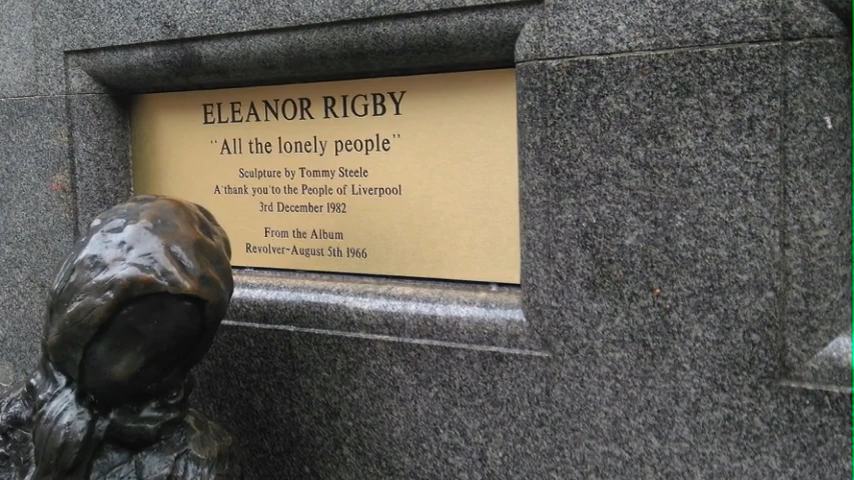 ELEANOR RIGBY
"All the lonely people"
Sculpture by Tommy Steele
A'thank you'to the People of Liverpool
3rd December 1982
From the Album
Revolver~August 5th 1966